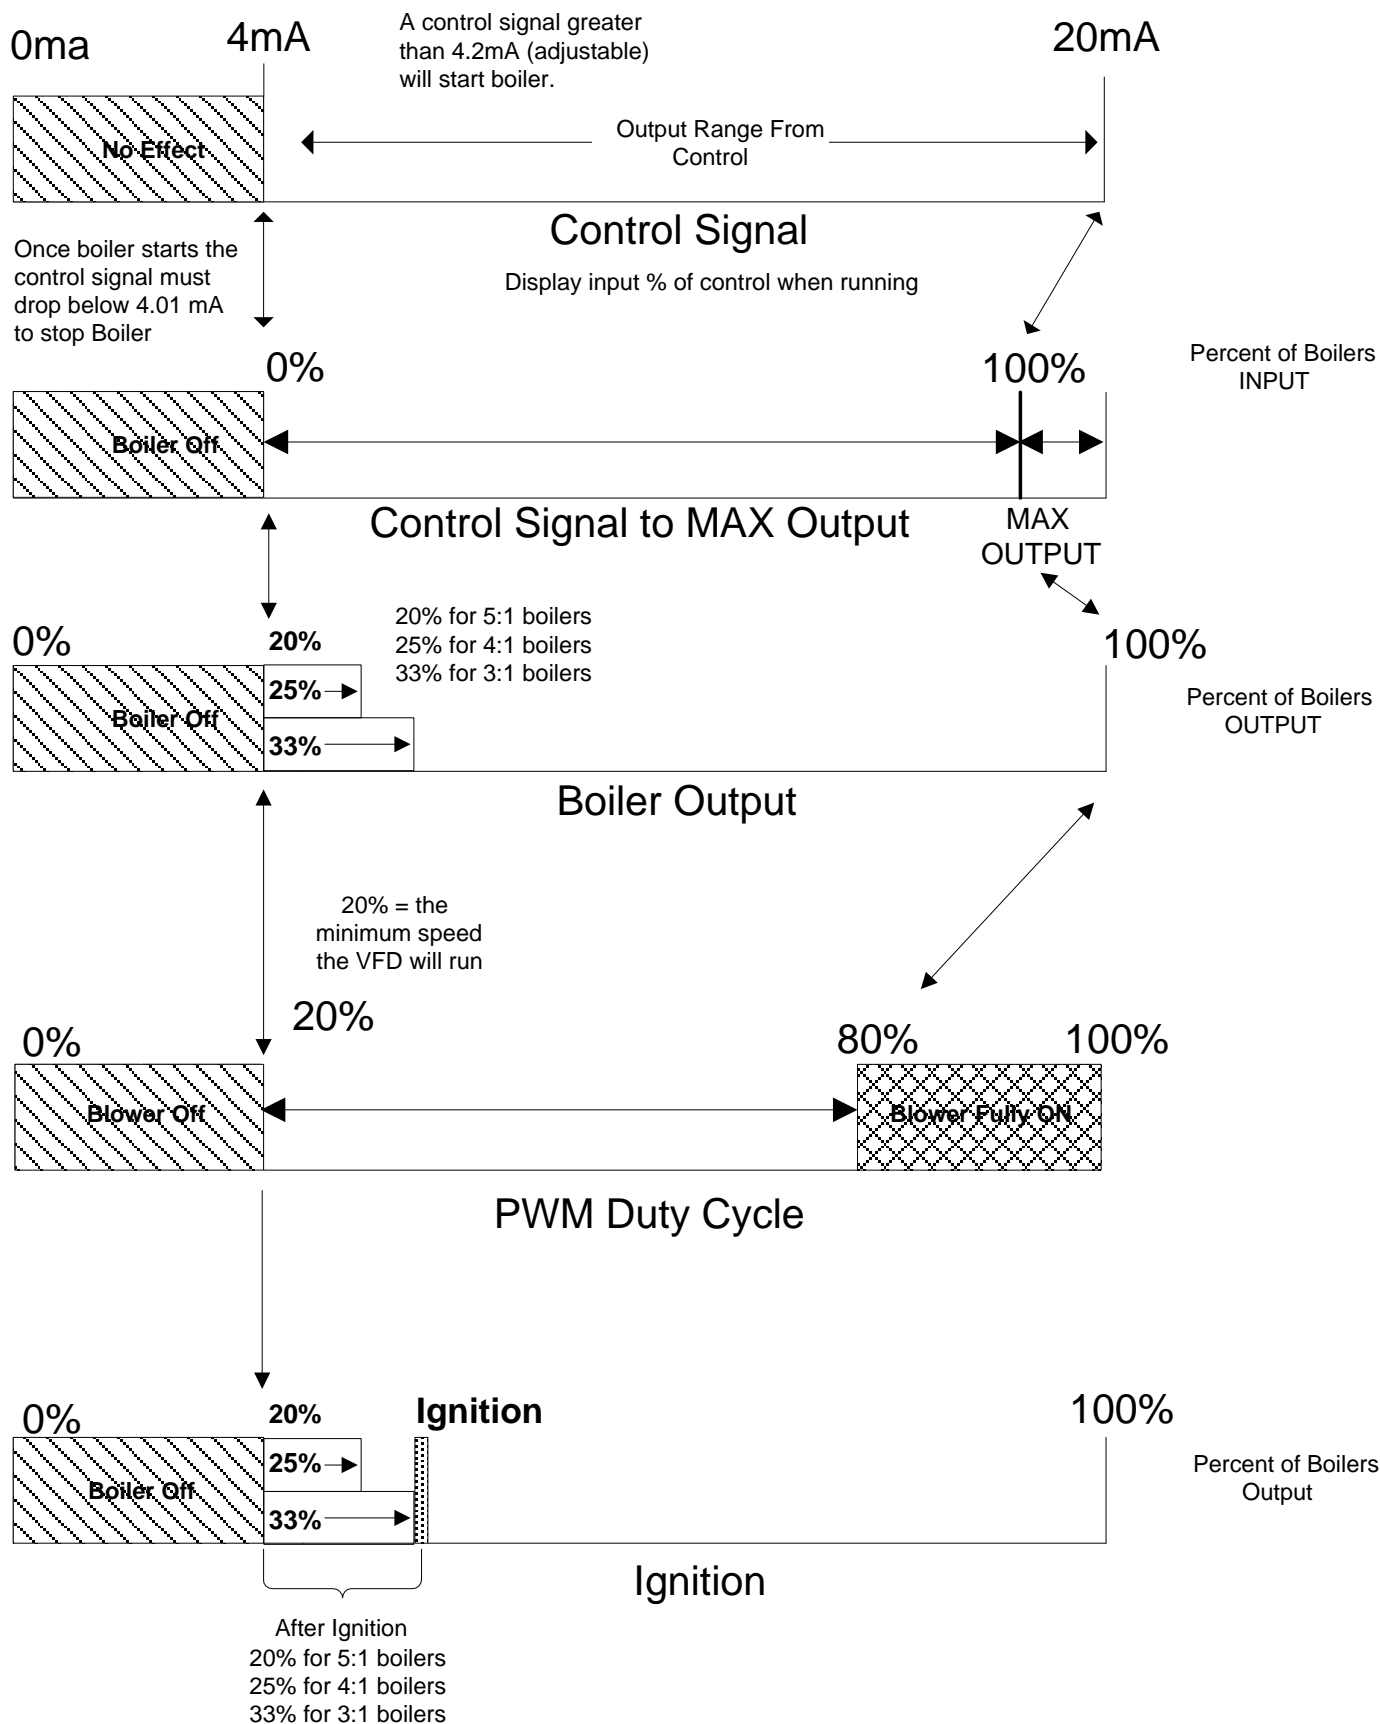 0ma
4mA
A control signal greater
than 4.2mA (adjustable)
will start boiler.
20mA
No Effect
Output Range From
Control
Control Signal
Once boiler starts the
control signal must
drop below 4.01 mA
to stop Boiler
Display input % of control when running
0%
100%
Percent of Boilers
INPUT
Boiler Off
Control Signal to MAX Output
MAX
OUTPUT
0%
20%
20% for 5:1 boilers
25% for 4:1 boilers
33% for 3:1 boilers
100%
25%
Boiler Off
33%
Percent of Boilers
OUTPUT
Boiler Output
20% = the
minimum speed
the VFD will run
0%
20%
80%
100%
Blower Off
Blower Fully ON
PWM Duty Cycle
0%
20%
Ignition
100%
25%
Boiler Off
33%
Percent of Boilers
Output
Ignition
After Ignition
20% for 5:1 boilers
25% for 4:1 boilers
33% for 3:1 boilers